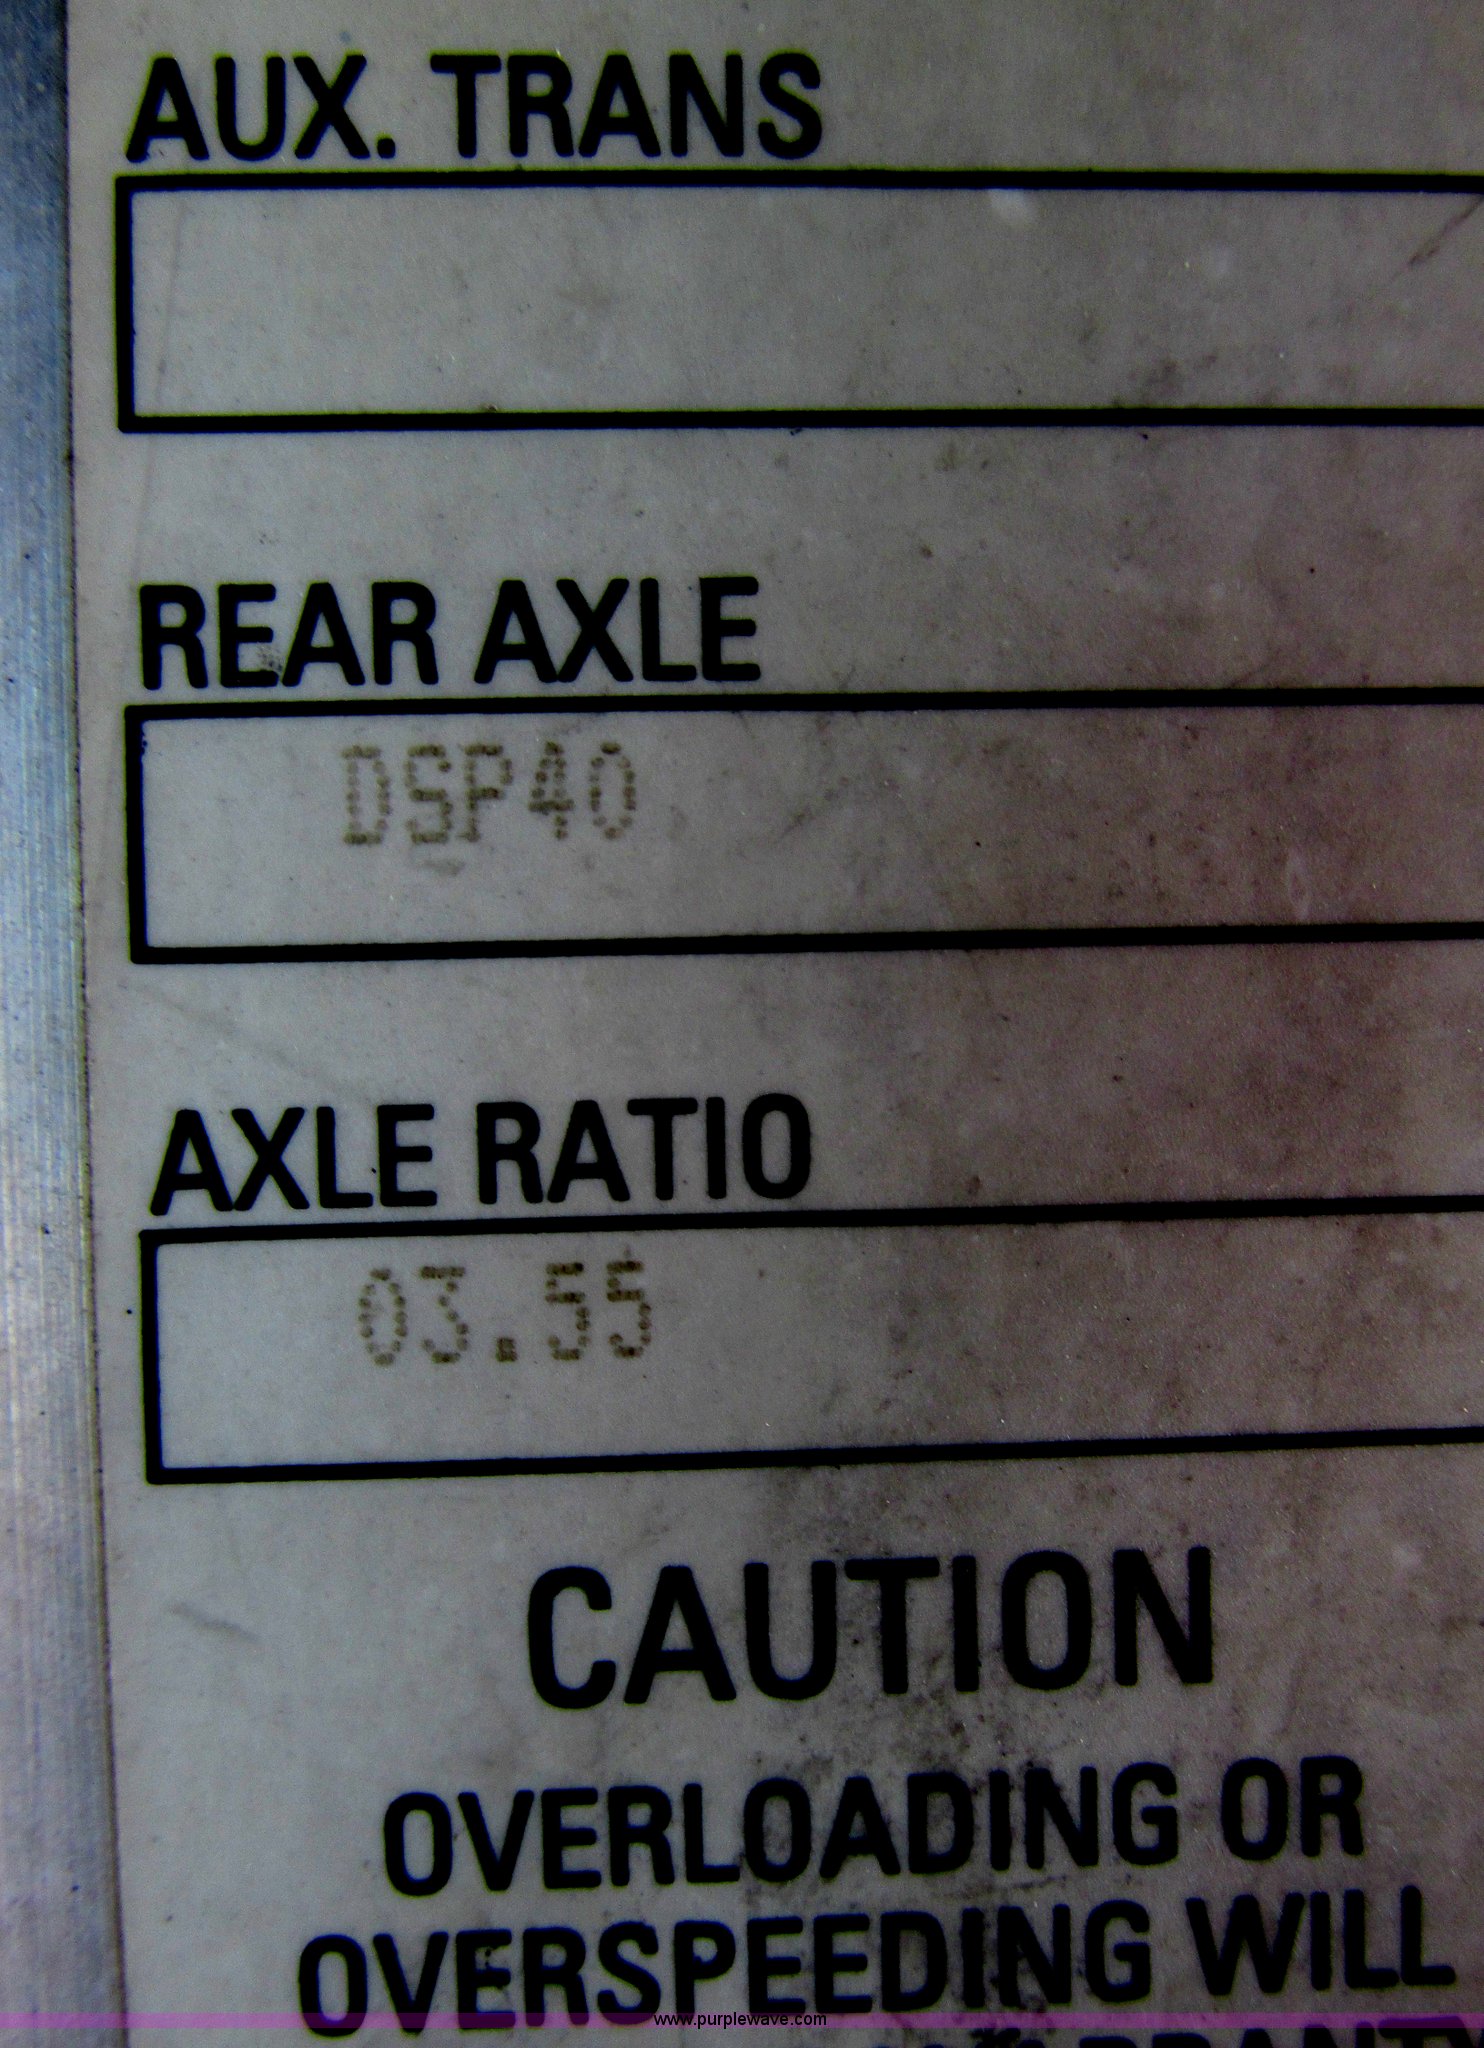 AUX. TRANS
REAR AXLE
DSP40
AXLE RATIO
03.55
CAUTION
OVERLOADING OR
OVERSPEEDING WILL
www.purplewave.com